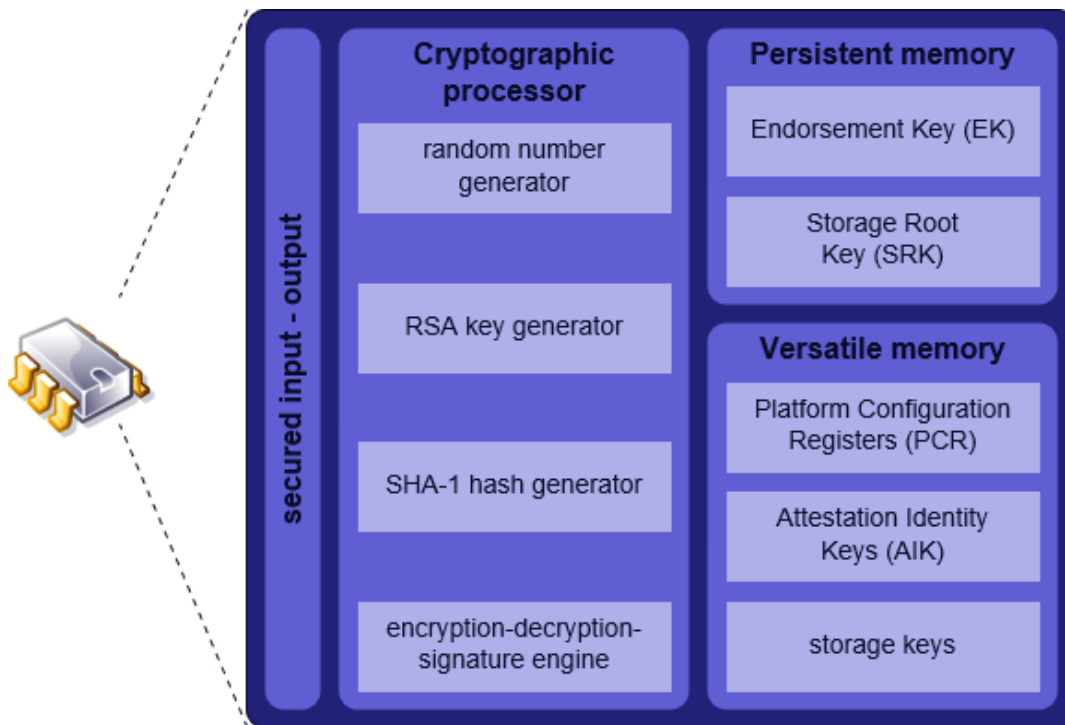 secured input - output
Cryptographic
processor
random number
generator
RSA key generator
SHA-1 hash generator
encryption-decryption-
signature engine
Persistent memory
Endorsement Key (EK)
Storage Root
Key (SRK)
Versatile memory
Platform Configuration
Registers (PCR)
Attestation Identity
Keys (AIK)
storage keys